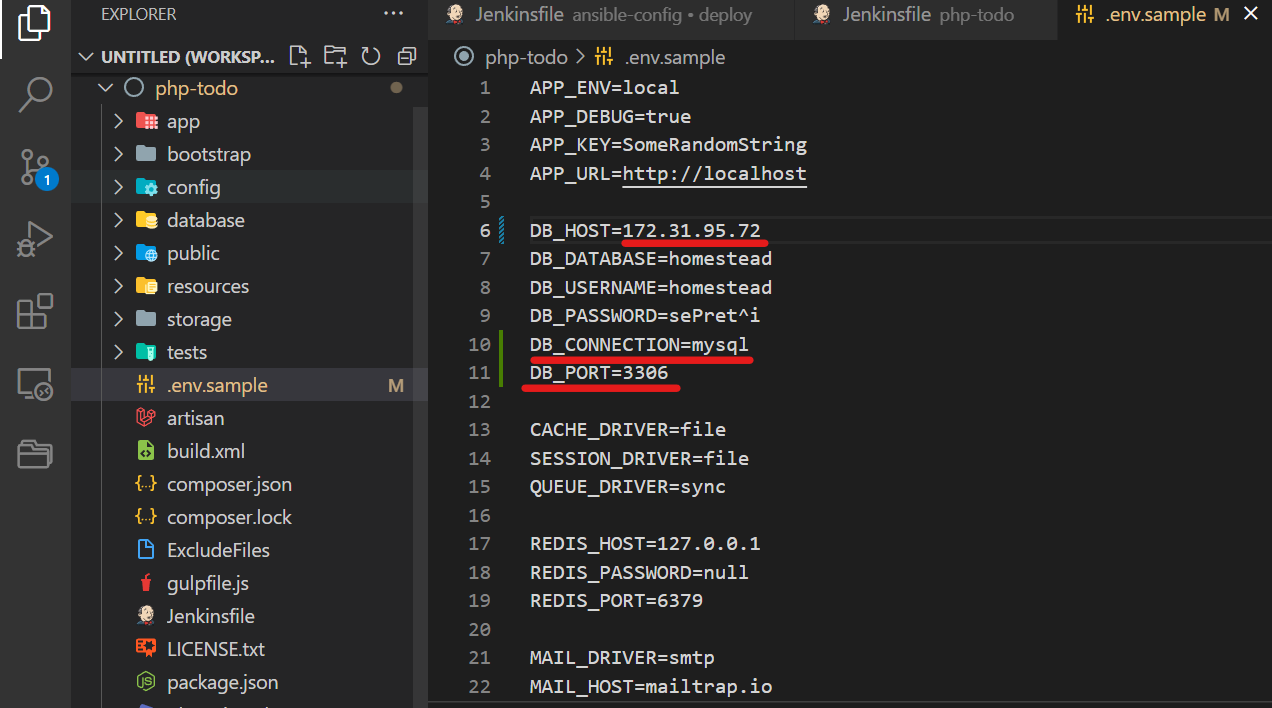 EXPLORER ...
UNTITLED (WORKSP...
php-todo
app
bootstrap
config
database
public
resources
storage
tests
.env.sample M
artisan
build.xml
composer.json
composer.lock
ExcludeFiles
gulpfile.js
Jenkinsfile
LICENSE.txt
package.json
1
Jenkinsfile ansible-config • deploy
Jenkinsfile php-todo
.env.sample M
php-todo > .env.sample
1 APP_ENV=local
2 APP_DEBUG=true
3 APP_KEY=SomeRandomString
4 APP_URL=http://localhost
5
6 DB_HOST=172.31.95.72
7 DB_DATABASE=homestead
8 DB_USERNAME=homestead
9 DB_PASSWORD=sePret^i
10 DB_CONNECTION=mysql
11 DB_PORT=3306
12
13 CACHE_DRIVER=file
14 SESSION_DRIVER=file
15 QUEUE_DRIVER=sync
16
17 REDIS_HOST=127.0.0.1
18 REDIS_PASSWORD=null
19 REDIS_PORT=6379
20
21 MAIL_DRIVER=smtp
22 MAIL_HOST=mailtrap.io